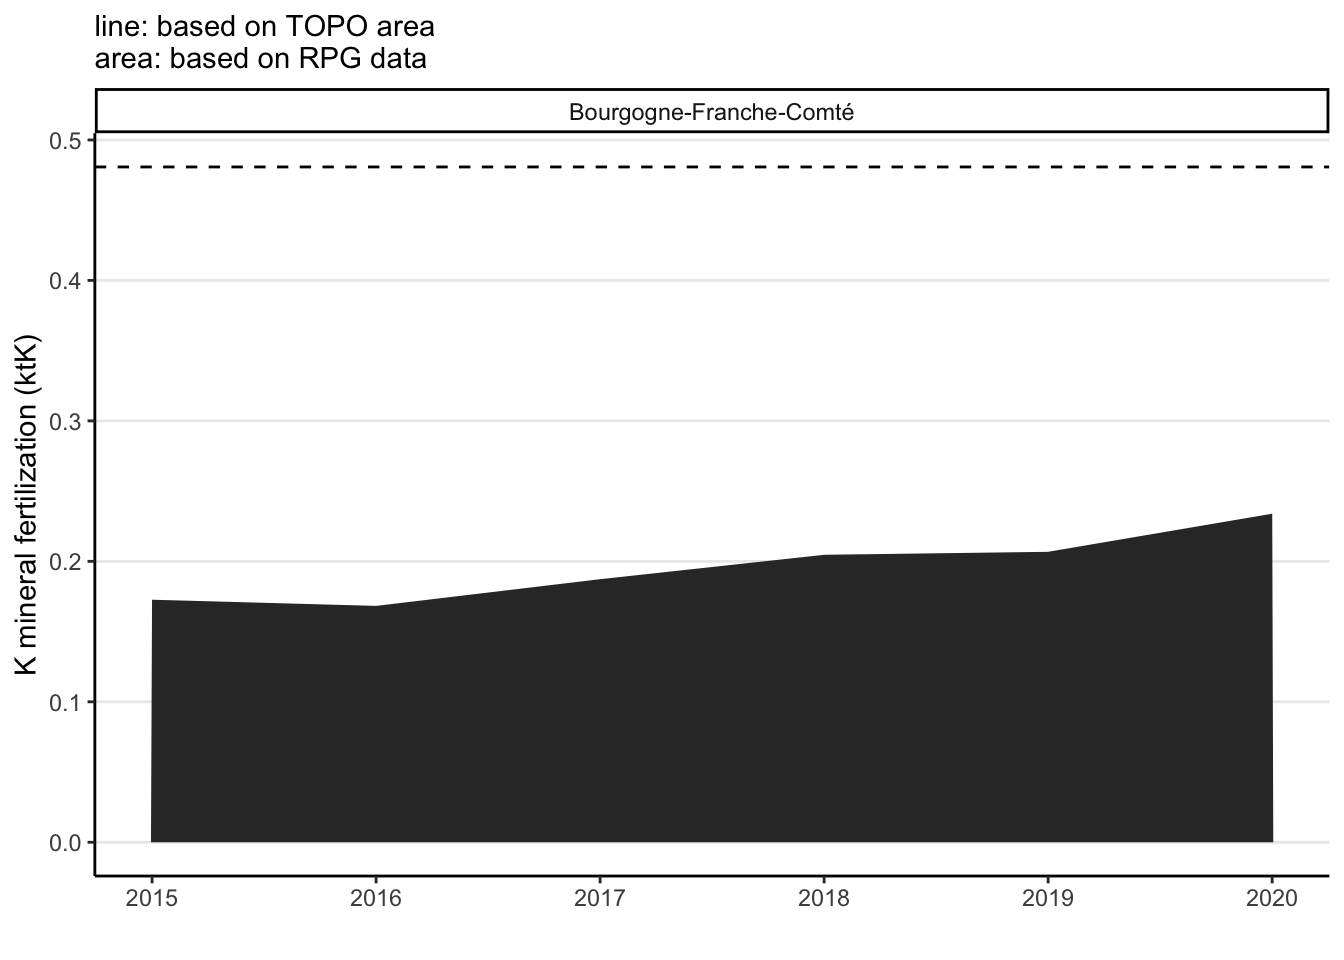 line: based on TOPO area
area: based on RPG data
Bourgogne-Franche-Comté
K mineral fertilization (ktK)
0.5
0.4
0.3
0.2
0.1
0.0
2015 2016 2017 2018 2019 2020